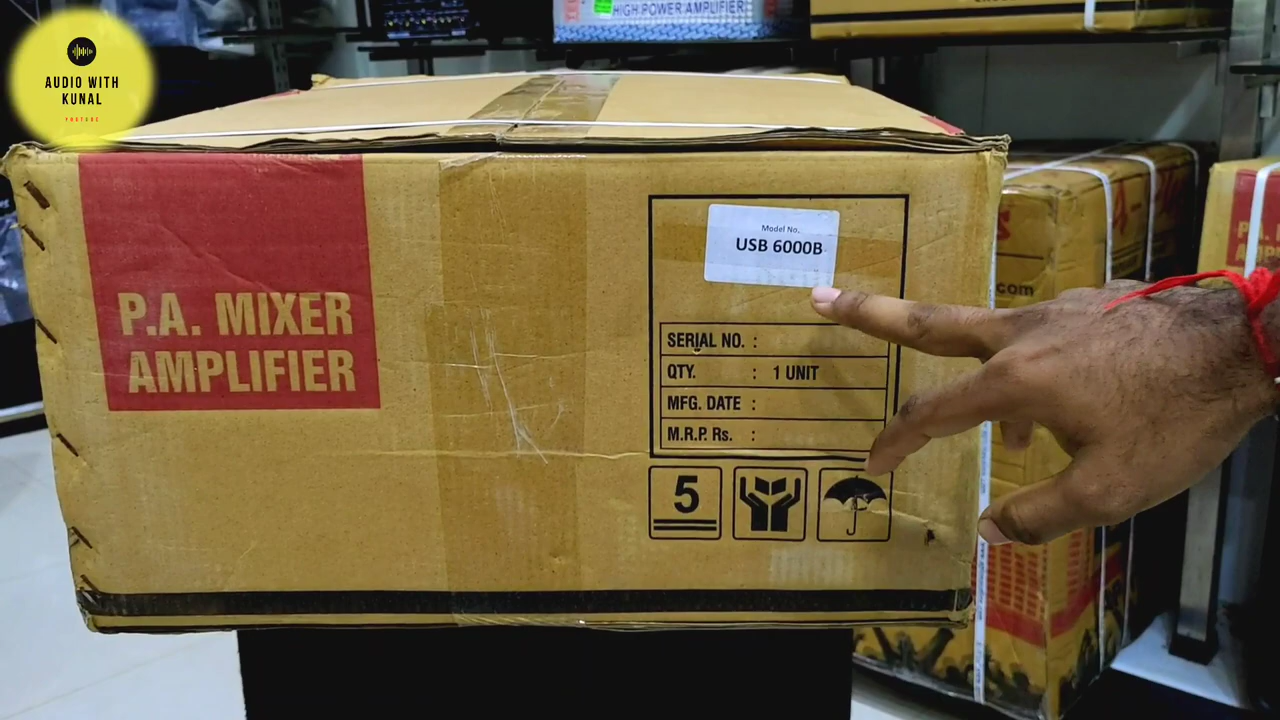 AUDIO WITH
KUNAL
YOUTUBE
HIGH POWER AMPLIFIER
P.A. MIXER
AMPLIFIER
Model No.
USB 6000B
SERIAL NO. :
QTY. : 1 UNIT
MFG. DATE :
M.R.P. Rs. :
5
com